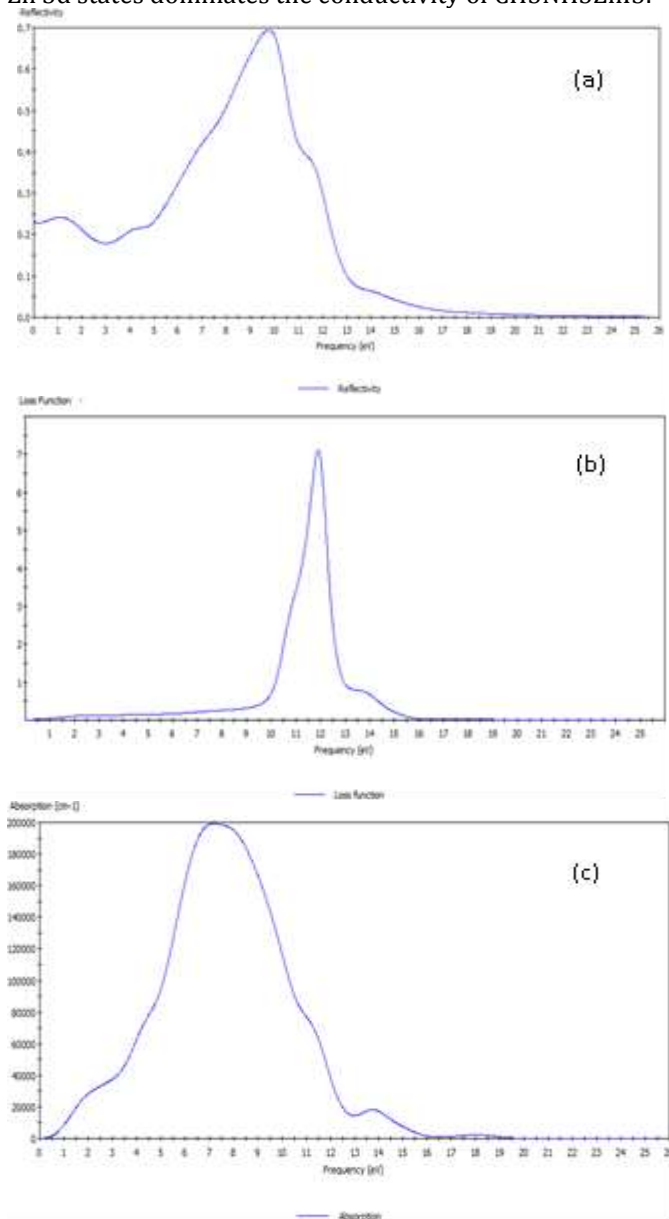 Zn 3d states dominates the conductivity of CH3NH3ZnI3.
Reflectivity
0.7
0.6
0.5
0.4
0.3
0.2
0.1
0.0
(a)
0 1 2 3 4 5 6 7 8 9 10 11 12 13 14 15 16 17 18 19 20 21 22 23 24 25 26
Frequency [eV]
Reflectivity
Loss Function
7
6
5
4
3
2
1
(b)
1 2 3 4 5 6 7 8 9 10 11 12 13 14 15 16 17 18 19 20 21 22 23 24 25
Frequency [eV]
Loss function
Absorption [cm-1]
200000
180000
160000
140000
120000
100000
80000
60000
40000
20000
0
(c)
0 1 2 3 4 5 6 7 8 9 10 11 12 13 14 15 16 17 18 19 20 21 22 23 24 25 26
Frequency [eV]
Absorption